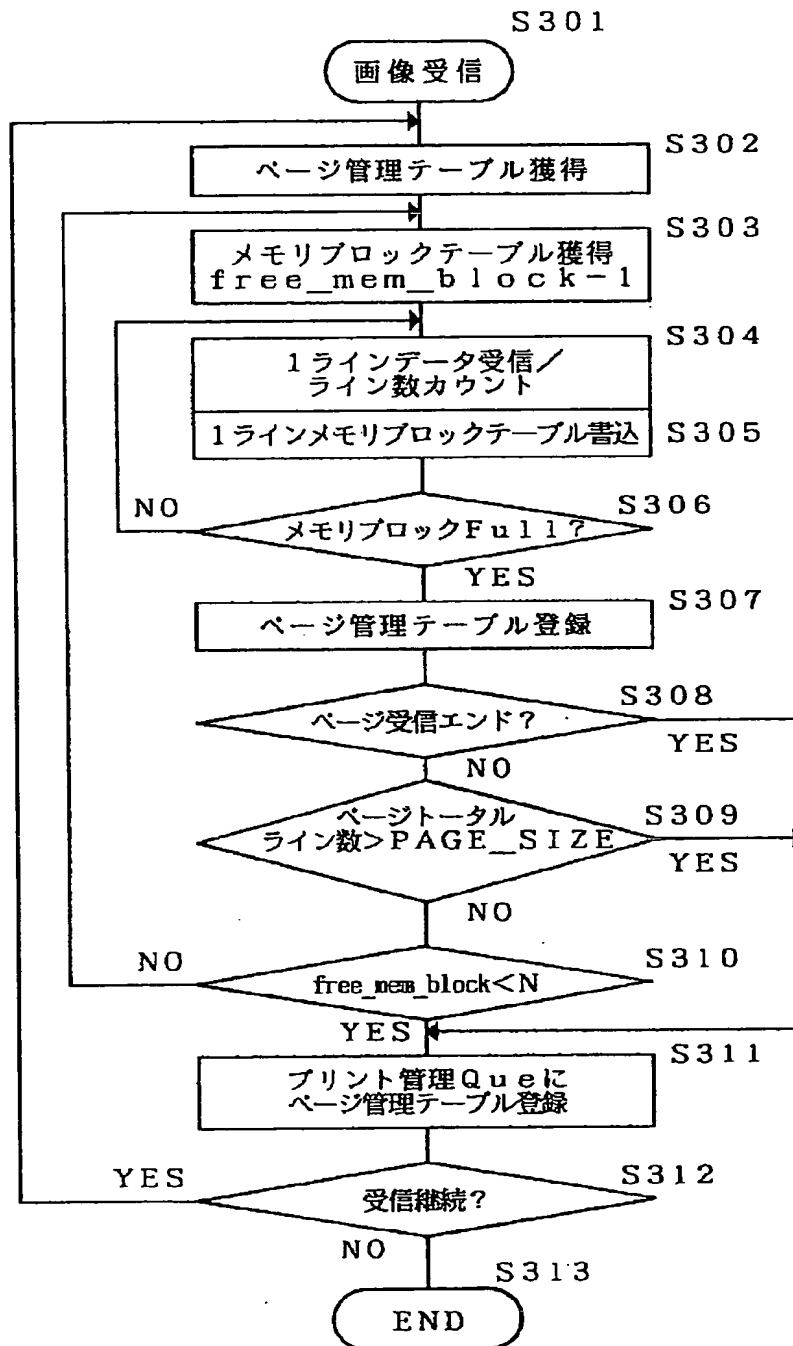 S301
画像受信
S302
ページ管理テーブル獲得
S303
メモリブロックテーブル獲得
free_mem_block-1
S304
1ラインデータ受信/
ライン数カウント
1ラインメモリブロックテーブル書込
S305
NO
S306
メモリブロックFull?
YES
S307
ページ管理テーブル登録
S308
ページ受信エンド?
YES
NO
ページトータル
S309
ライン数>PAGE_SIZE
YES
NO
NO
S310
free_mem_block<N
YES
S311
プリント管理Queに
ページ管理テーブル登録
YES
S312
受信継続?
NO
S313
END